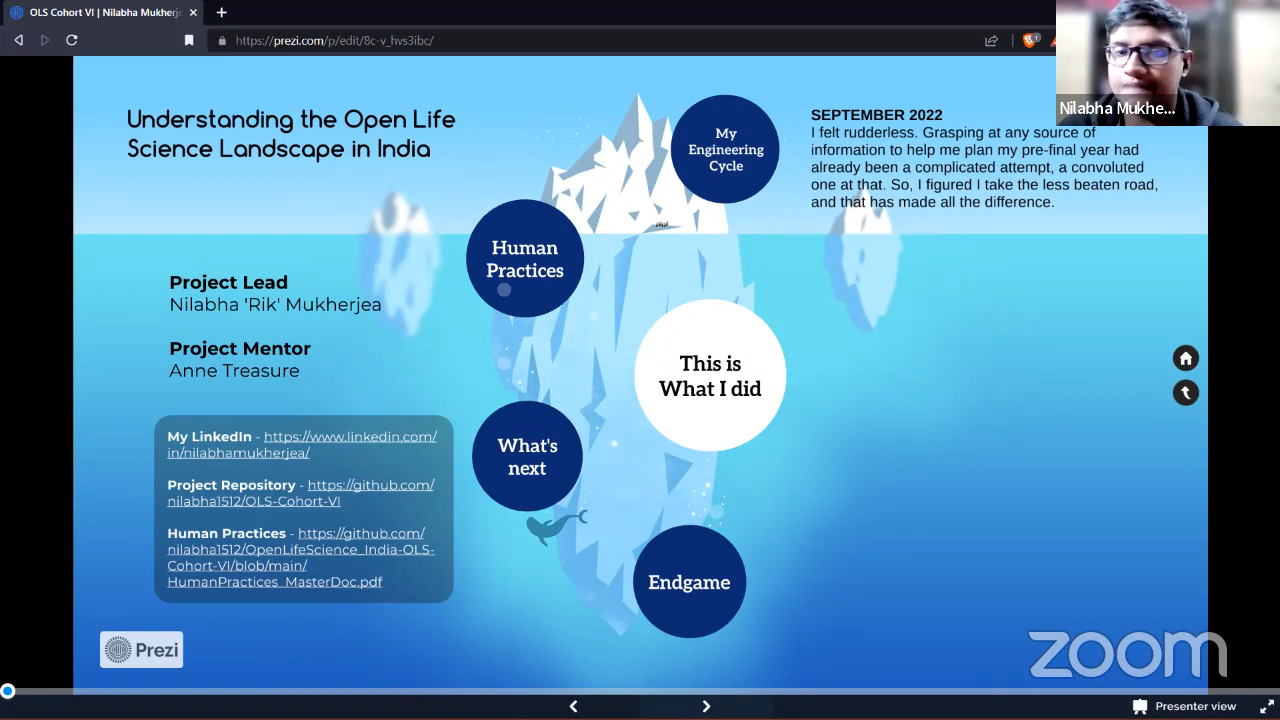 OLS Cohort VI | Nilabha Mukherj
https://prezi.com/p/edit/8c-v_hvs3ibc/
1
Nilabha Mukhe...
Understanding the Open Life
Science Landscape in India
My
Engineering
Cycle
SEPTEMBER 2022
I felt rudderless. Grasping at any source of
information to help me plan my pre-final year had
already been a complicated attempt, a convoluted
one at that. So, I figured I take the less beaten road,
and that has made all the difference.
Human
Practices
Project Lead
Nilabha 'Rik' Mukherjea
Project Mentor
Anne Treasure
This is
What I did
My LinkedIn - https://www.linkedin.com/
in/nilabhamukherjea/
Project Repository - https://github.com/
nilabha1512/OLS-Cohort-VI
Human Practices - https://github.com/
nilabha1512/OpenLifeScience_India-OLS-
Cohort-VI/blob/main/
HumanPractices_MasterDoc.pdf
What's
next
Endgame
Prezi
zoom
Presenter view